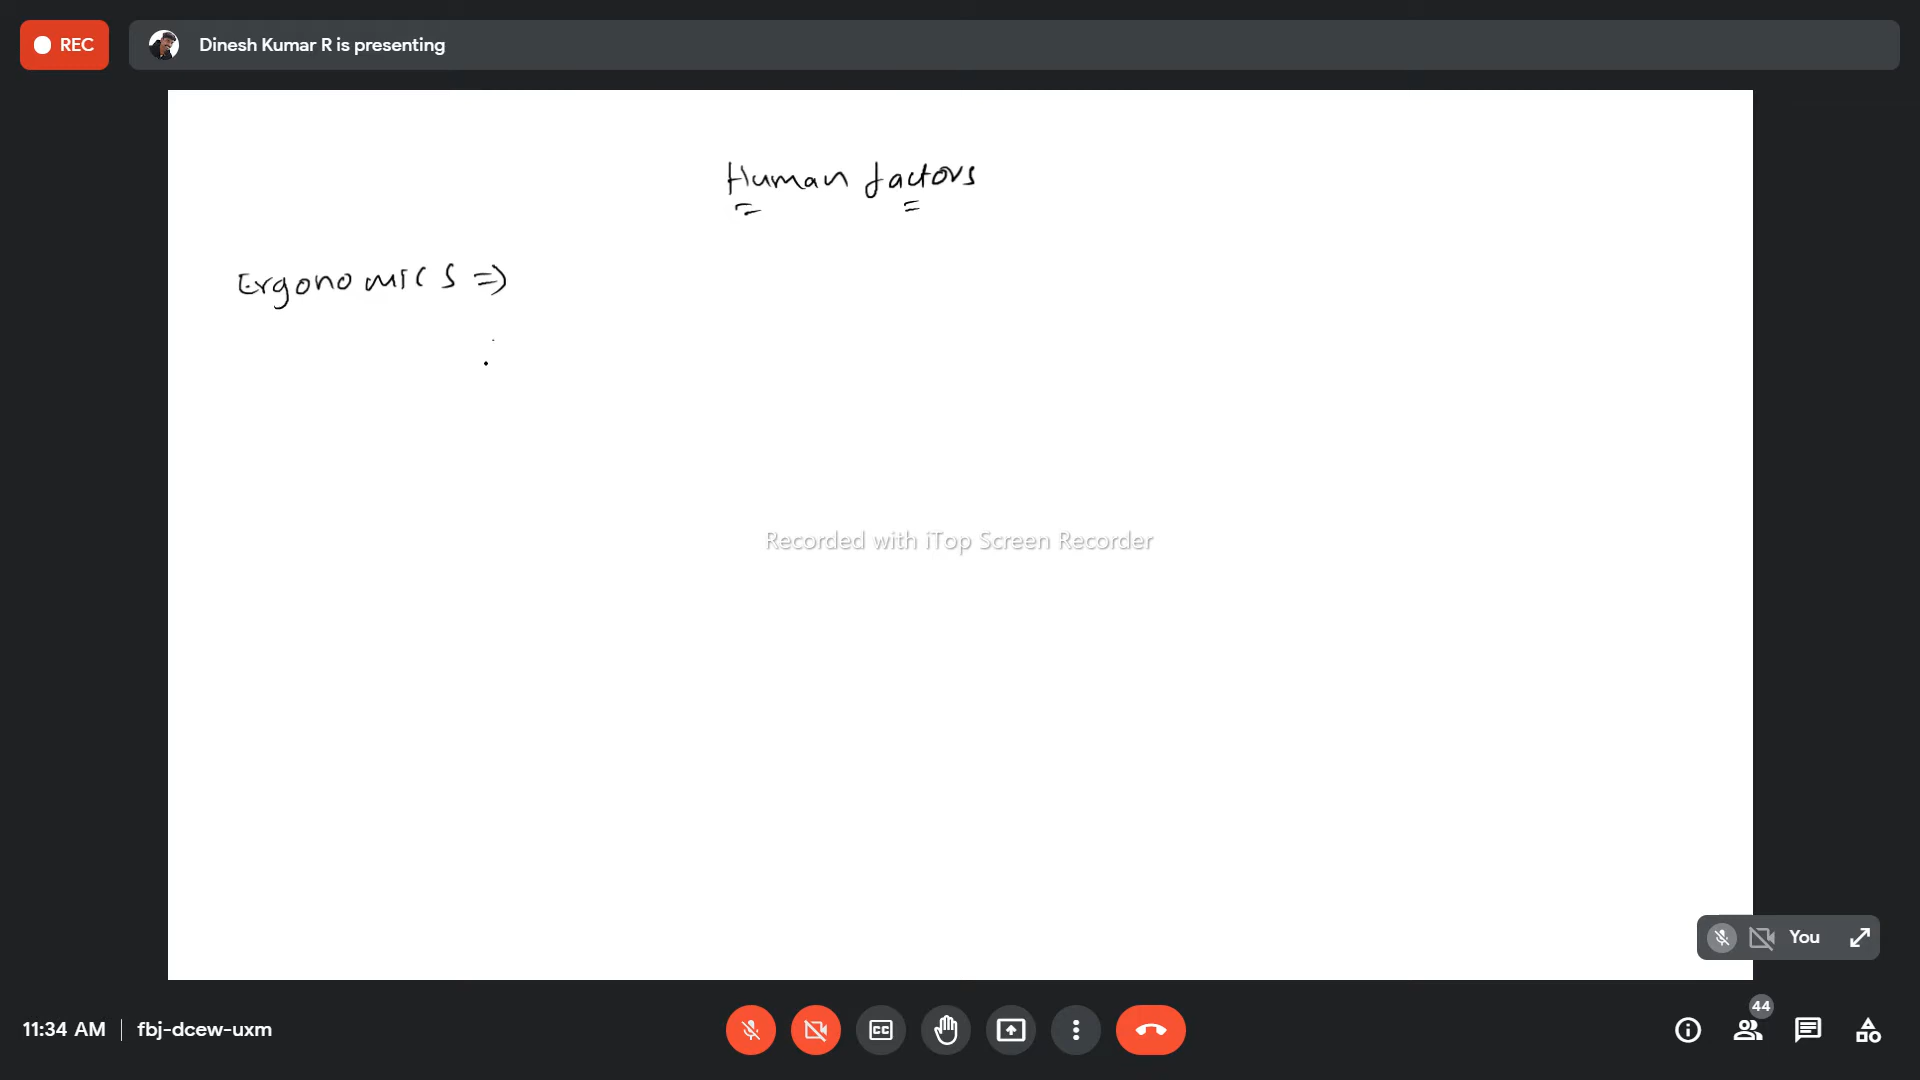 REC
Dinesh Kumar R is presenting
Human factors
Ergonomics ⇒
Recorded with iTop Screen Recorder
You
11:34 AM | fbj-dcew-uxm
CC
44